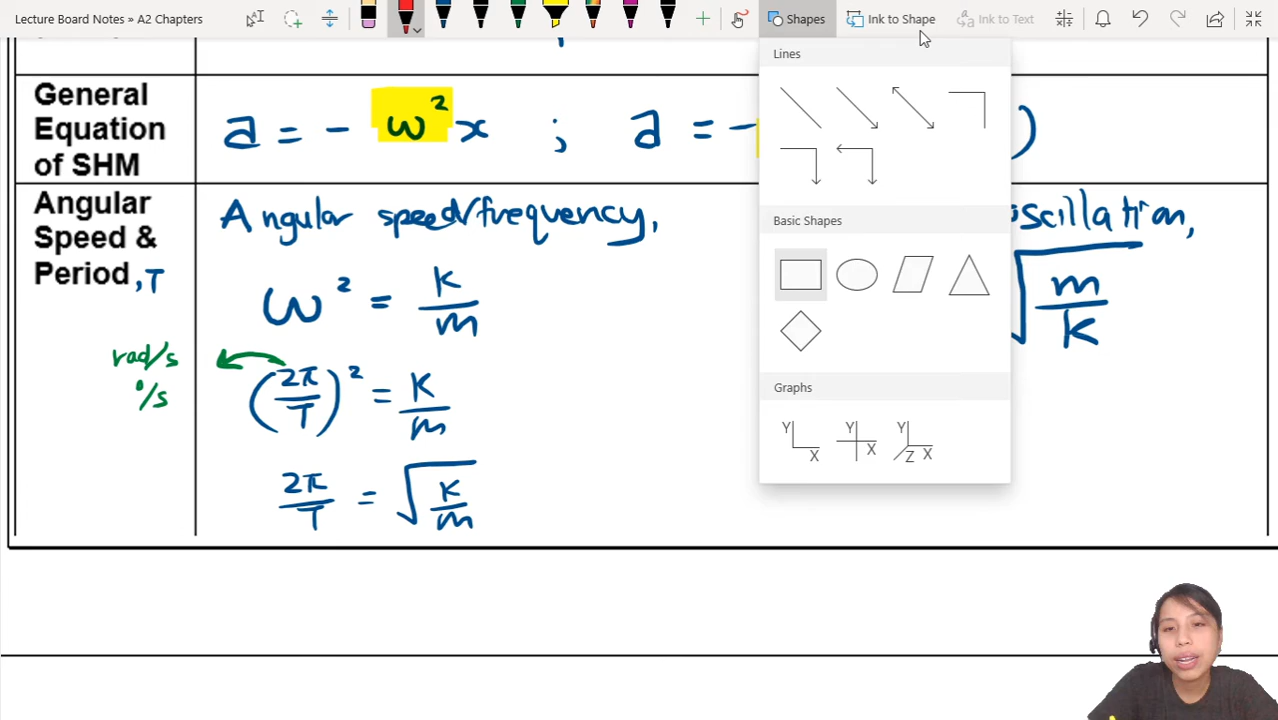 Lecture Board Notes » A2 Chapters
Shapes
Ink to Shape
Ink to Text
Lines
Basic Shapes
Graphs
Y X
Y X
Y Z X
General
Equation
of SHM
a = - ω² x ; a = - )
Angular
Speed &
Period, T
Angular speed/frequency,
oscillation,
ω² = k/m
√(m/k)
rad/s
°/s
(2π/T)² = k/m
2π/T = √(k/m)